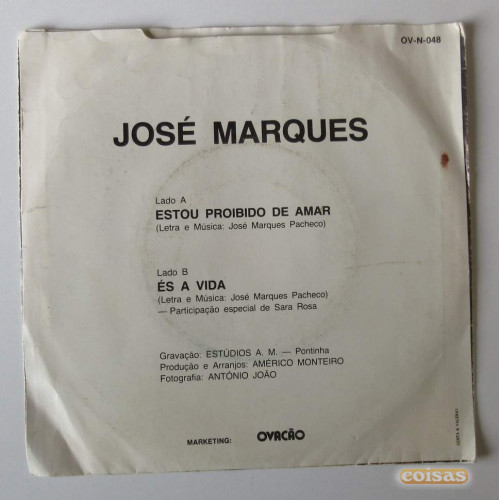 OV-N-048
JOSÉ MARQUES
Lado A
ESTOU PROIBIDO DE AMAR
(Letra e Música: José Marques Pacheco)
Lado B
ÉS A VIDA
(Letra e Música: José Marques Pacheco)
— Participação especial de Sara Rosa
Gravação: ESTÚDIOS A. M. — Pontinha
Produção e Arranjos: AMÉRICO MONTEIRO
Fotografia: ANTÓNIO JOÃO
MARKETING: OVAÇÃO
coisas